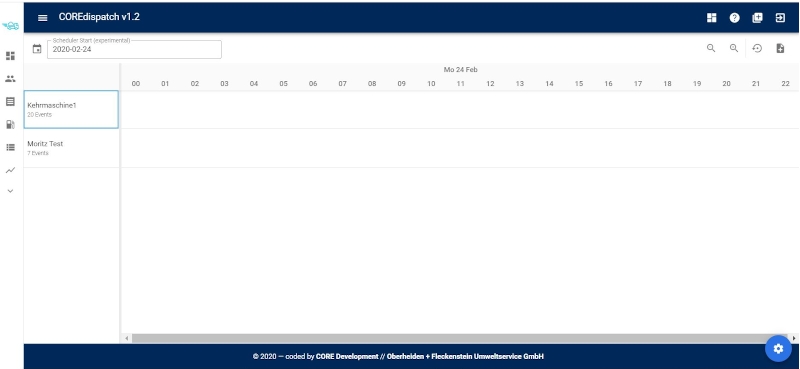 COREdispatch v1.2
Scheduler Start (experimental)
2020-02-24
Mo 24 Feb
00 01 02 03 04 05 06 07 08 09 10 11 12 13 14 15 16 17 18 19 20 21 22
Kehrmaschine1
20 Events
Moritz Test
7 Events
© 2020 — coded by CORE Development // Oberheiden + Fleckenstein Umweltservice GmbH